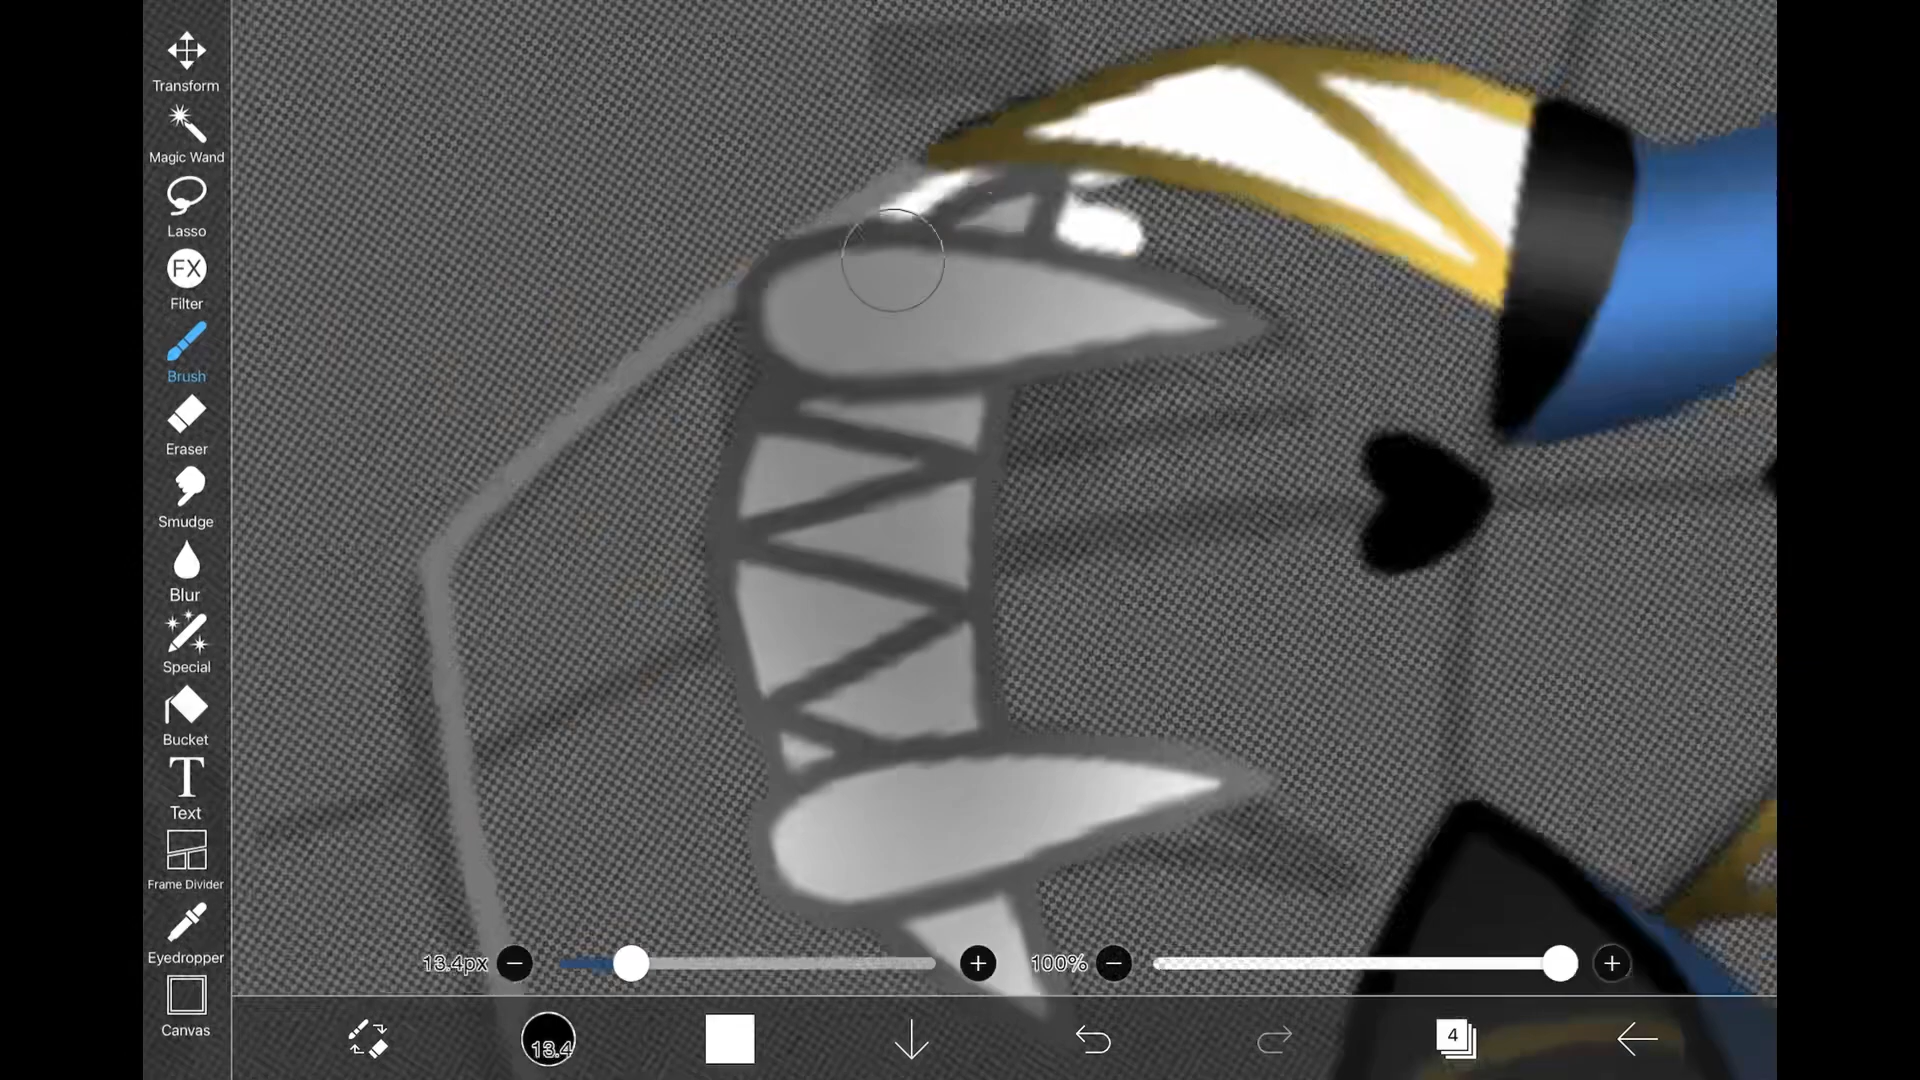 Transform
Magic Wand
Lasso
FX
Filter
Brush
Eraser
Smudge
Blur
Special
Bucket
T
Text
Frame Divider
Eyedropper
Canvas
13.4px
100%
13.4
4